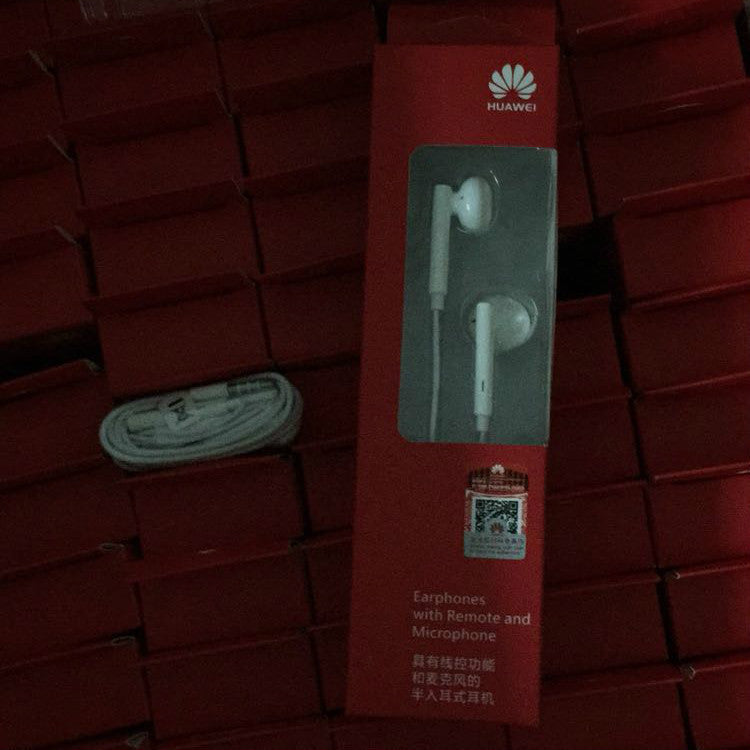 HUAWEI
Earphones
with Remote and
Microphone
具有线控功能
和麦克风的
半入耳式耳机